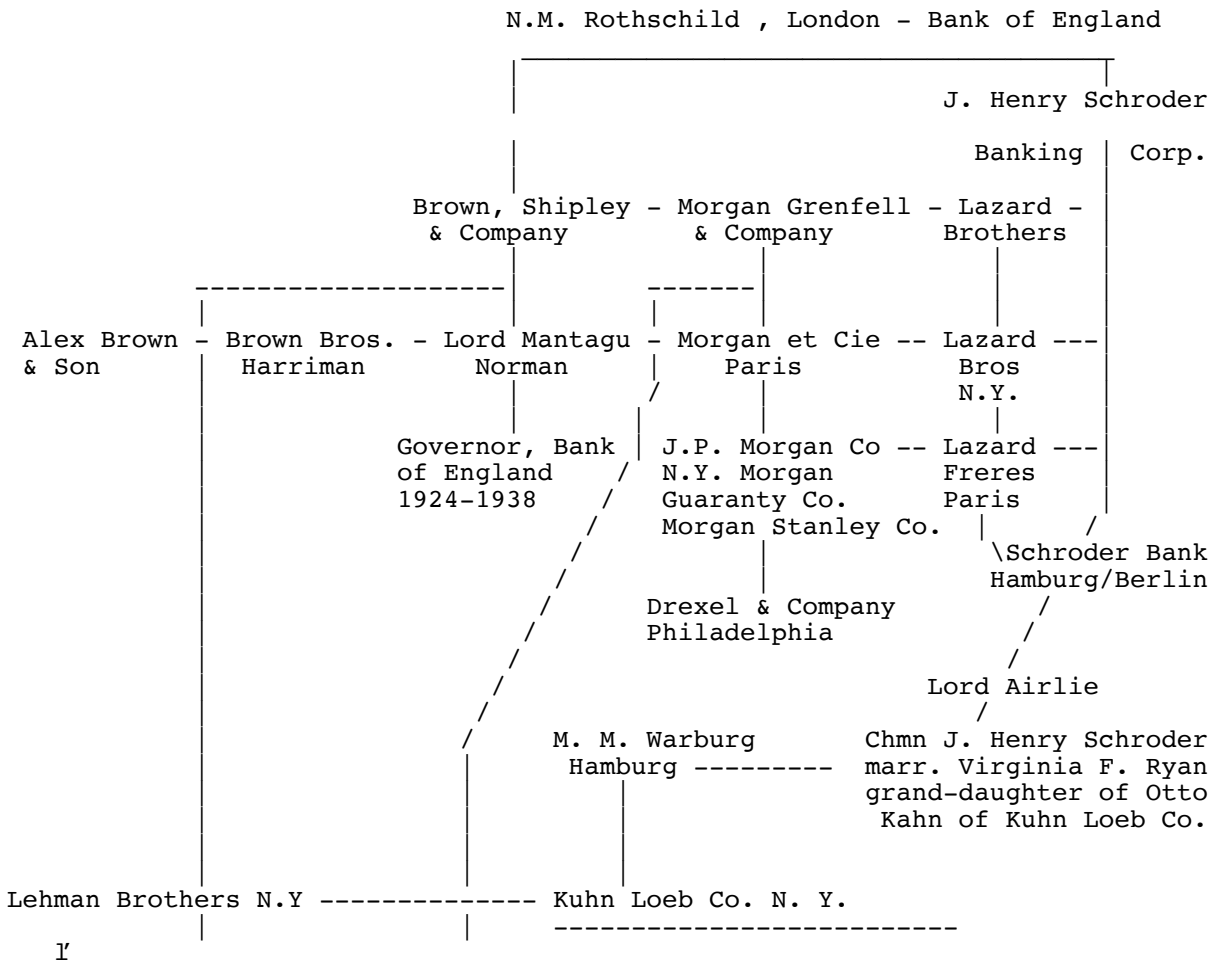 N.M. Rothschild , London - Bank of England
J. Henry Schroder
Banking | Corp.
Brown, Shipley - Morgan Grenfell - Lazard -
& Company & Company Brothers
Alex Brown - Brown Bros. - Lord Mantagu - Morgan et Cie -- Lazard ---
& Son Harriman Norman Paris Bros
N.Y.
Governor, Bank J.P. Morgan Co -- Lazard ---
of England N.Y. Morgan Freres
1924-1938 Guaranty Co. Paris
Morgan Stanley Co.
\Schroder Bank
Hamburg/Berlin
Drexel & Company
Philadelphia
Lord Airlie
M. M. Warburg Chmn J. Henry Schroder
Hamburg --------- marr. Virginia F. Ryan
grand-daughter of Otto
Kahn of Kuhn Loeb Co.
Lehman Brothers N.Y -------------- Kuhn Loeb Co. N. Y.